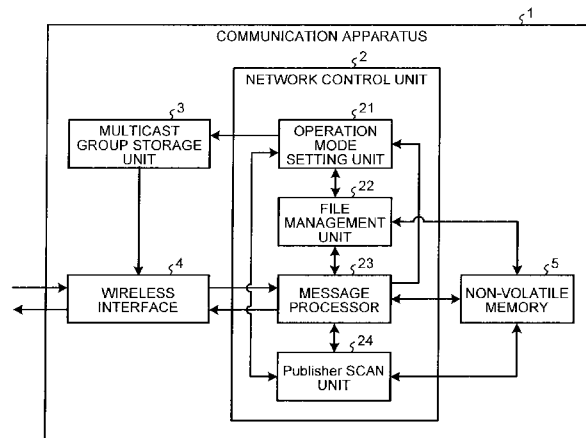 1
COMMUNICATION APPARATUS
2
NETWORK CONTROL UNIT
3
MULTICAST
GROUP STORAGE
UNIT
21
OPERATION
MODE
SETTING UNIT
22
FILE
MANAGEMENT
UNIT
4
WIRELESS
INTERFACE
23
MESSAGE
PROCESSOR
5
NON-VOLATILE
MEMORY
24
Publisher SCAN
UNIT